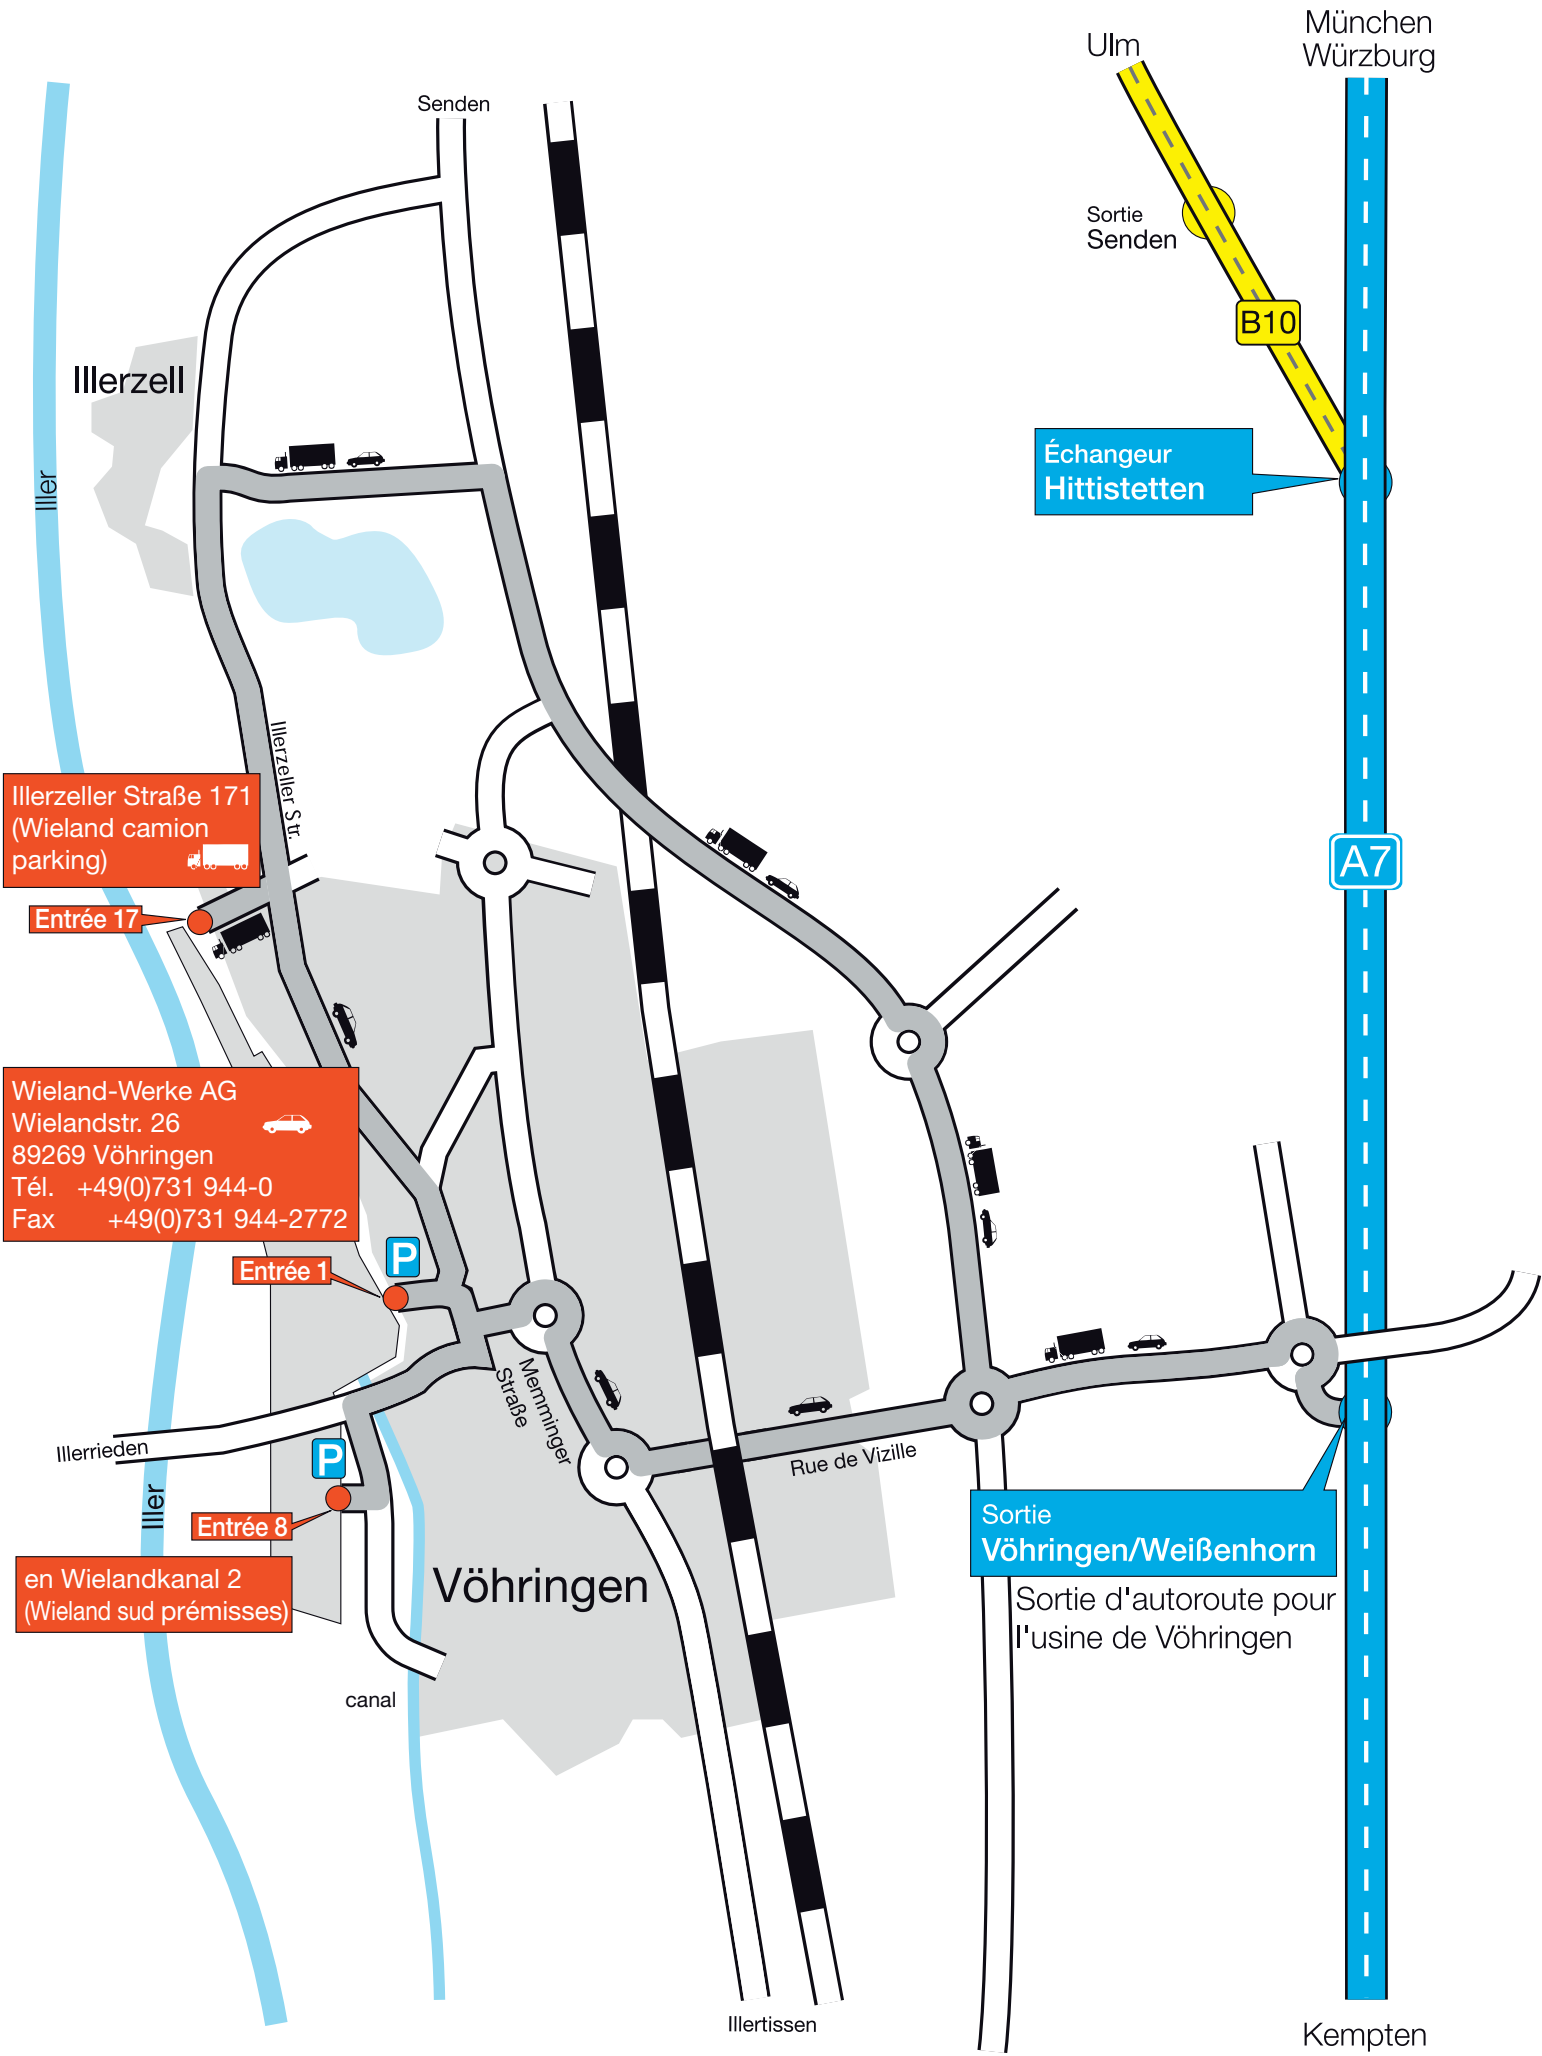 München
Würzburg
Ulm
Senden
Sortie
Senden
B10
Illerzell
Échangeur
Hittistetten
Iller
Illerzeller Str.
Illerzeller Straße 171
(Wieland camion
parking)
A7
Entrée 17
Wieland-Werke AG
Wielandstr. 26
89269 Vöhringen
Tél. +49(0)731 944-0
Fax +49(0)731 944-2772
P
Entrée 1
Memminger
Straße
Illerrieden
P
Rue de Vizille
Iller
Entrée 8
Sortie
Vöhringen/Weißenhorn
en Wielandkanal 2
(Wieland sud prémisses)
Vöhringen
Sortie d'autoroute pour
l'usine de Vöhringen
canal
Illertissen
Kempten